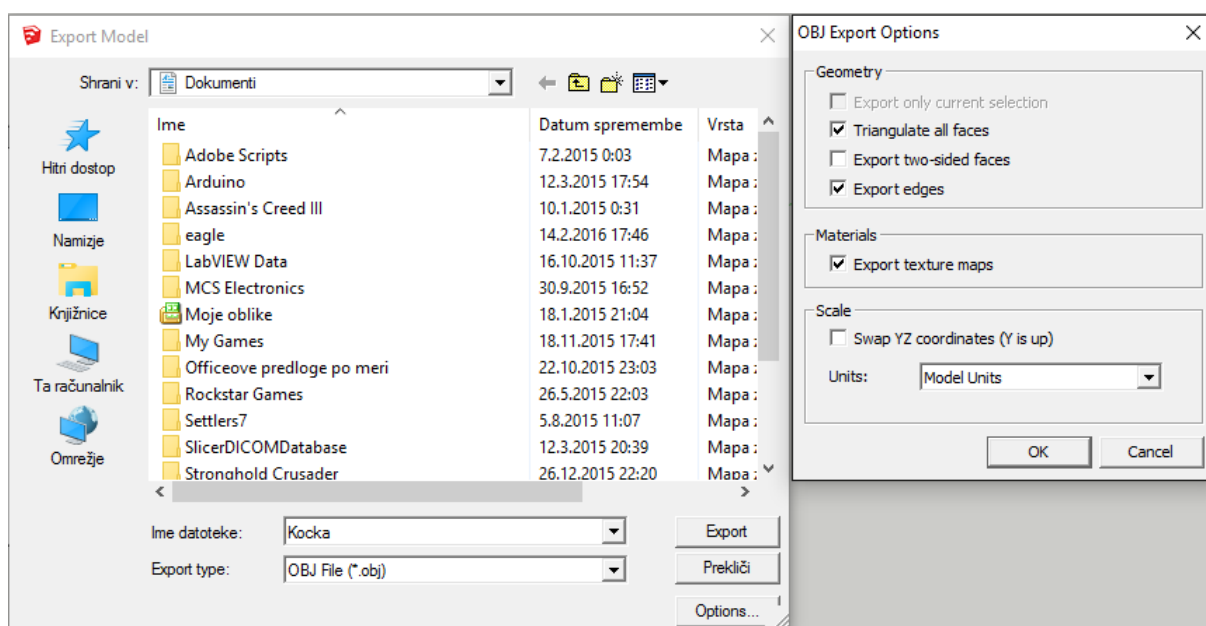 Export Model
Shrani v: Dokumenti
Ime Datum spremembe Vrsta
Adobe Scripts 7.2.2015 0:03 Mapa
Arduino 12.3.2015 17:54 Mapa
Assassin's Creed III 10.1.2015 0:31 Mapa
eagle 14.2.2016 17:46 Mapa
LabVIEW Data 16.10.2015 11:37 Mapa
MCS Electronics 30.9.2015 16:52 Mapa
Moje oblike 18.1.2015 21:04 Mapa
My Games 18.11.2015 17:41 Mapa
Officeove predloge po meri 22.10.2015 23:03 Mapa
Rockstar Games 26.5.2015 22:03 Mapa
Settlers7 5.8.2015 11:07 Mapa
SlicerDICOMDatabase 12.3.2015 20:39 Mapa
Stronghold Crusader 26.12.2015 22:20 Mapa
Hitri dostop
Namizje
Knjižnice
Ta računalnik
Omrežje
Ime datoteke: Kocka
Export
Export type: OBJ File (*.obj)
Prekliči
Options...
OBJ Export Options
Geometry
Export only current selection
Triangulate all faces
Export two-sided faces
Export edges
Materials
Export texture maps
Scale
Swap YZ coordinates (Y is up)
Units: Model Units
OK Cancel